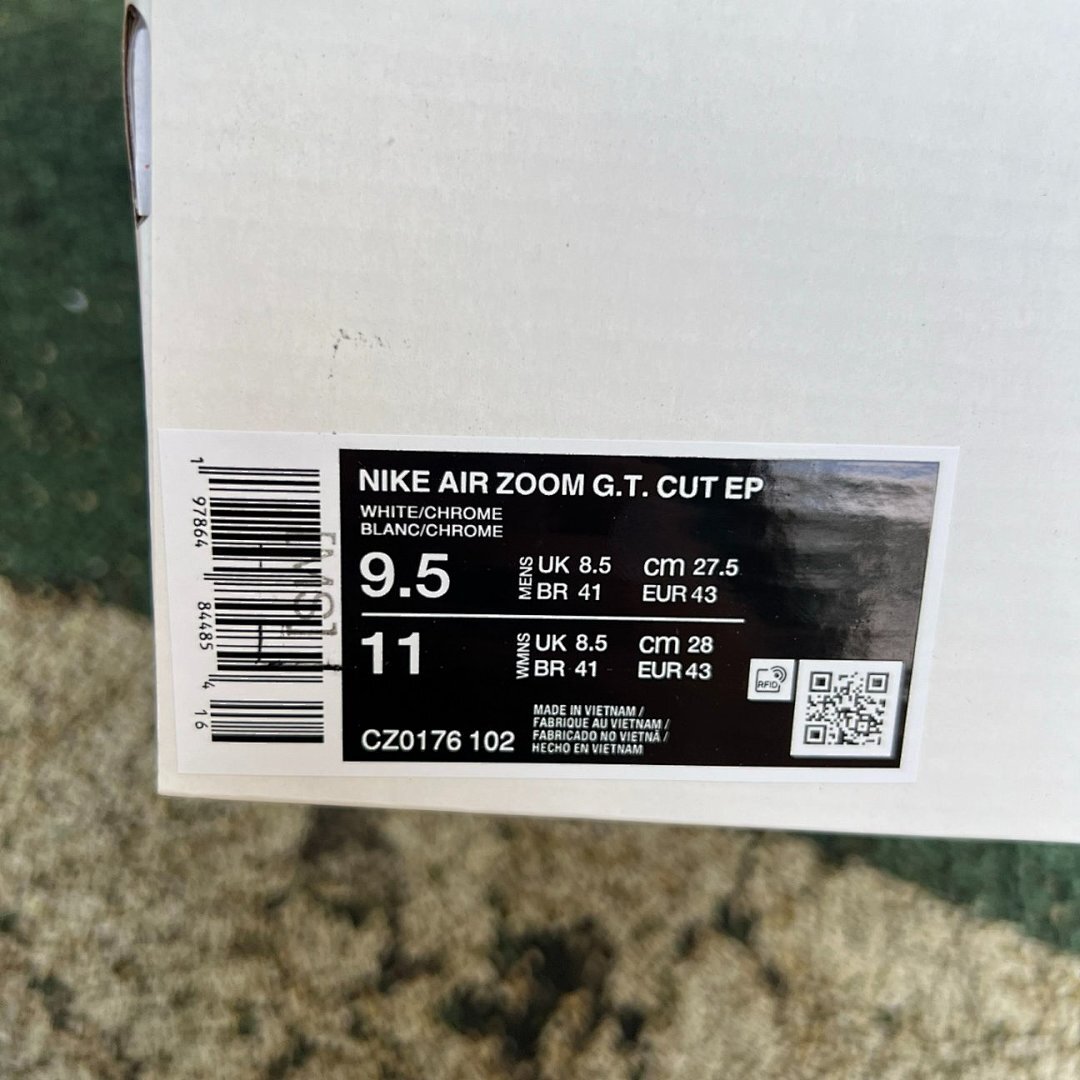 NIKE AIR ZOOM G.T. CUT EP
WHITE/CHROME
BLANC/CHROME
9.5
MENS
UK 8.5 cm 27.5
BR 41 EUR 43
11
WMNS
UK 8.5 cm 28
BR 41 EUR 43
CZ0176 102
MADE IN VIETNAM /
FABRIQUE AU VIETNAM /
FABRICADO NO VIETNÃ /
HECHO EN VIETNAM
RFID
1 97864 84485 4 16